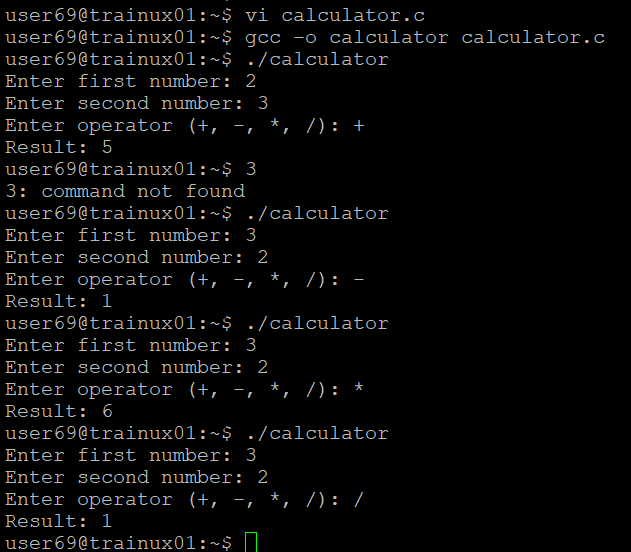 user69@trainux01:~$ vi calculator.c
user69@trainux01:~$ gcc -o calculator calculator.c
user69@trainux01:~$ ./calculator
Enter first number: 2
Enter second number: 3
Enter operator (+, -, *, /): +
Result: 5
user69@trainux01:~$ 3
3: command not found
user69@trainux01:~$ ./calculator
Enter first number: 3
Enter second number: 2
Enter operator (+, -, *, /): -
Result: 1
user69@trainux01:~$ ./calculator
Enter first number: 3
Enter second number: 2
Enter operator (+, -, *, /): *
Result: 6
user69@trainux01:~$ ./calculator
Enter first number: 3
Enter second number: 2
Enter operator (+, -, *, /): /
Result: 1
user69@trainux01:~$